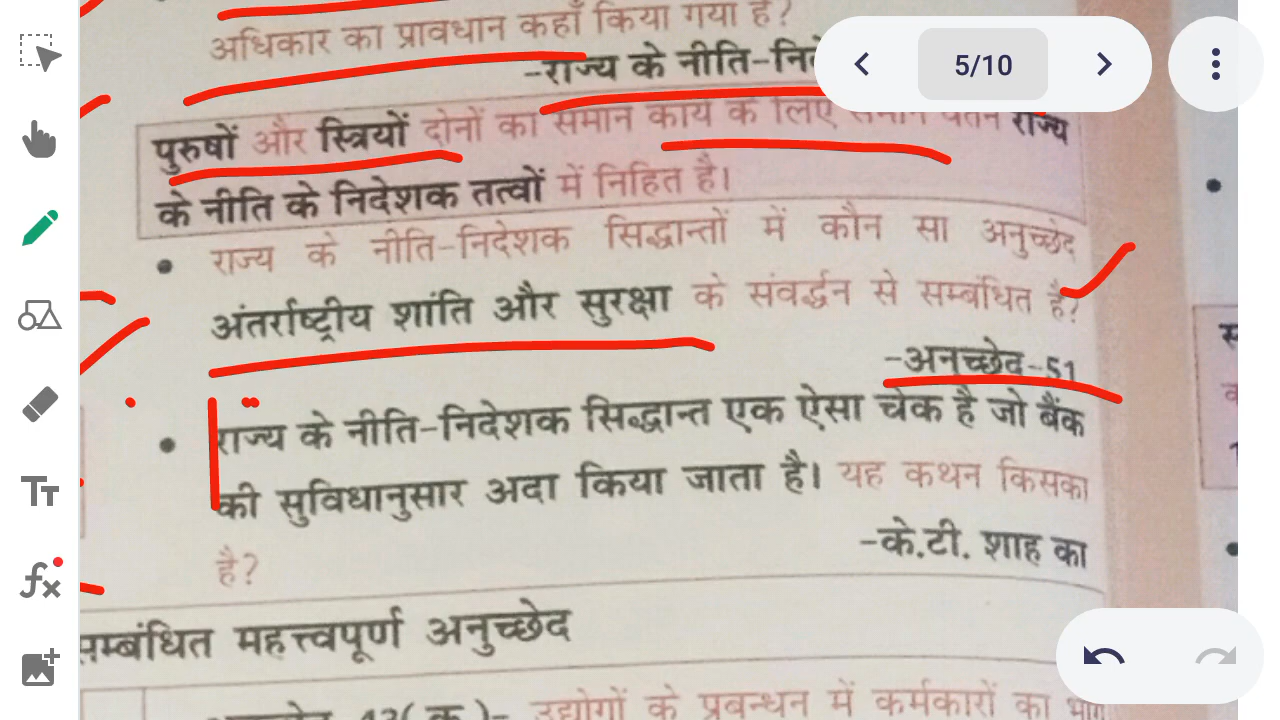 अधिकार का प्रावधान कहाँ किया गया है?
-राज्य के नीति-
5/10
पुरुषों और स्त्रियों दोनों का समान कार्य के लिए समान वेतन राज्य
के नीति के निदेशक तत्वों में निहित है।
• राज्य के नीति-निदेशक सिद्धान्तों में कौन सा अनुच्छेद
अंतर्राष्ट्रीय शांति और सुरक्षा के संवर्द्धन से सम्बंधित है?
-अनुच्छेद-51
• राज्य के नीति-निदेशक सिद्धान्त एक ऐसा चेक है जो बैंक
की सुविधानुसार अदा किया जाता है। यह कथन किसका
है?
-के.टी. शाह का
सम्बंधित महत्त्वपूर्ण अनुच्छेद
उद्योगों के प्रबन्धन में कर्मकारों का
TT
fx